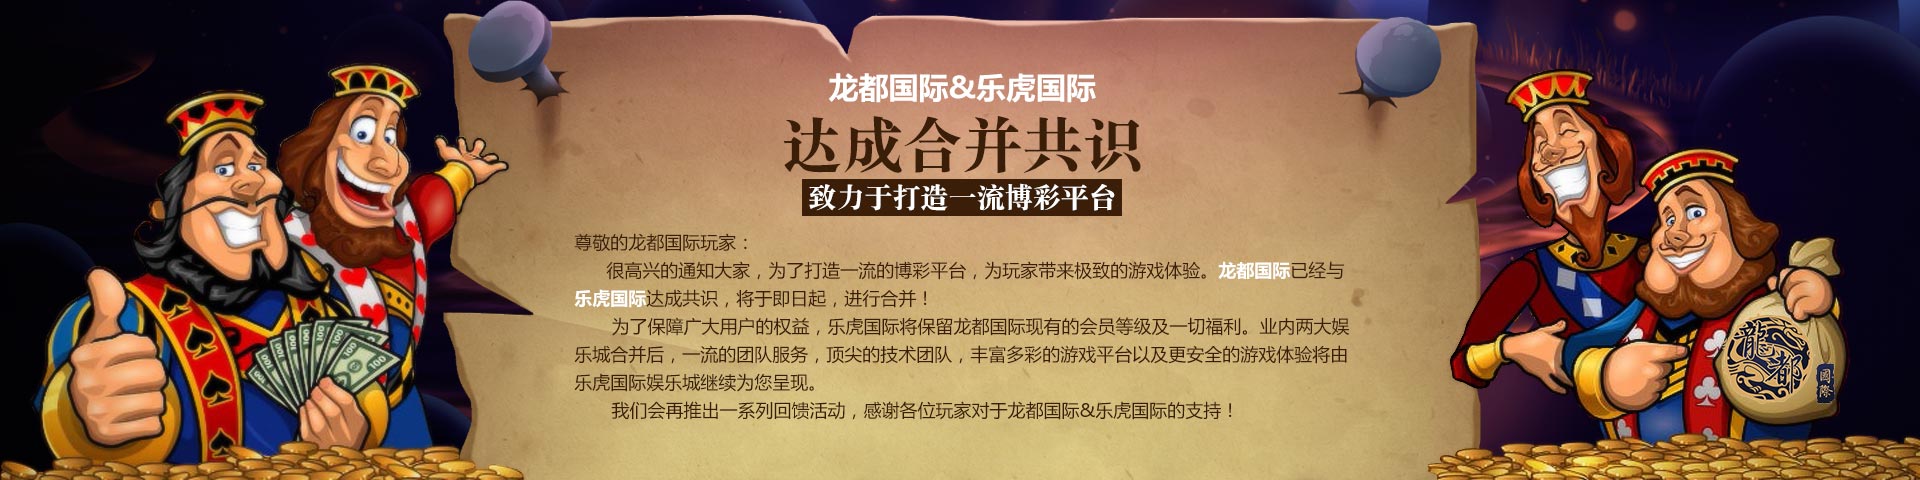 龙都国际&乐虎国际
达成合并共识
致力于打造一流博彩平台
尊敬的龙都国际玩家：
很高兴的通知大家，为了打造一流的博彩平台，为玩家带来极致的游戏体验。龙都国际已经与
乐虎国际达成共识，将于即日起，进行合并！
为了保障广大用户的权益，乐虎国际将保留龙都国际现有的会员等级及一切福利。业内两大娱
乐城合并后，一流的团队服务，顶尖的技术团队，丰富多彩的游戏平台以及更安全的游戏体验将由
乐虎国际娱乐城继续为您呈现。
我们会再推出一系列回馈活动，感谢各位玩家对于龙都国际&乐虎国际的支持！
100 100 100 100 100 100
龍都
國際